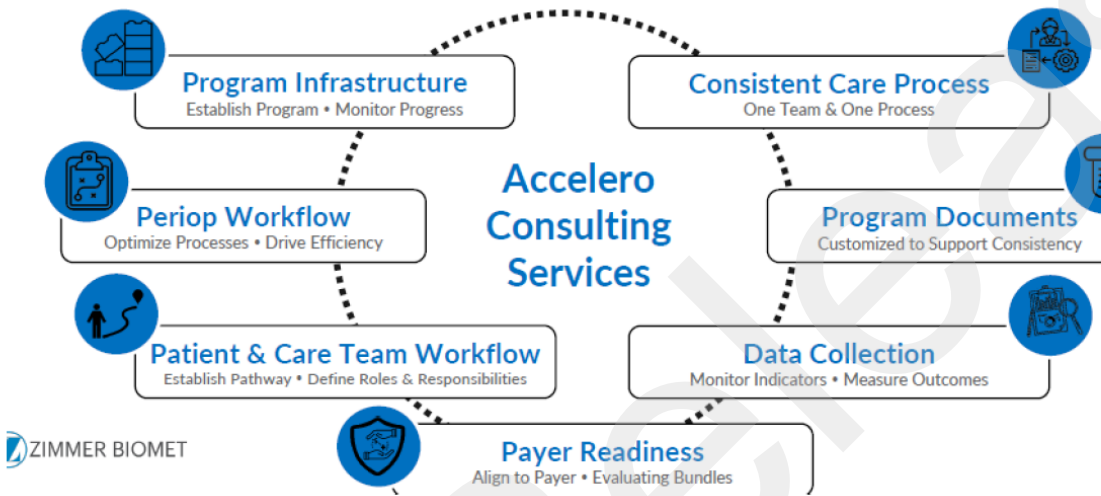 Program Infrastructure
Establish Program • Monitor Progress
Consistent Care Process
One Team & One Process
Accelero
Consulting
Services
Periop Workflow
Optimize Processes • Drive Efficiency
Program Documents
Customized to Support Consistency
Patient & Care Team Workflow
Establish Pathway • Define Roles & Responsibilities
Data Collection
Monitor Indicators • Measure Outcomes
ZIMMER BIOMET
Payer Readiness
Align to Payer • Evaluating Bundles